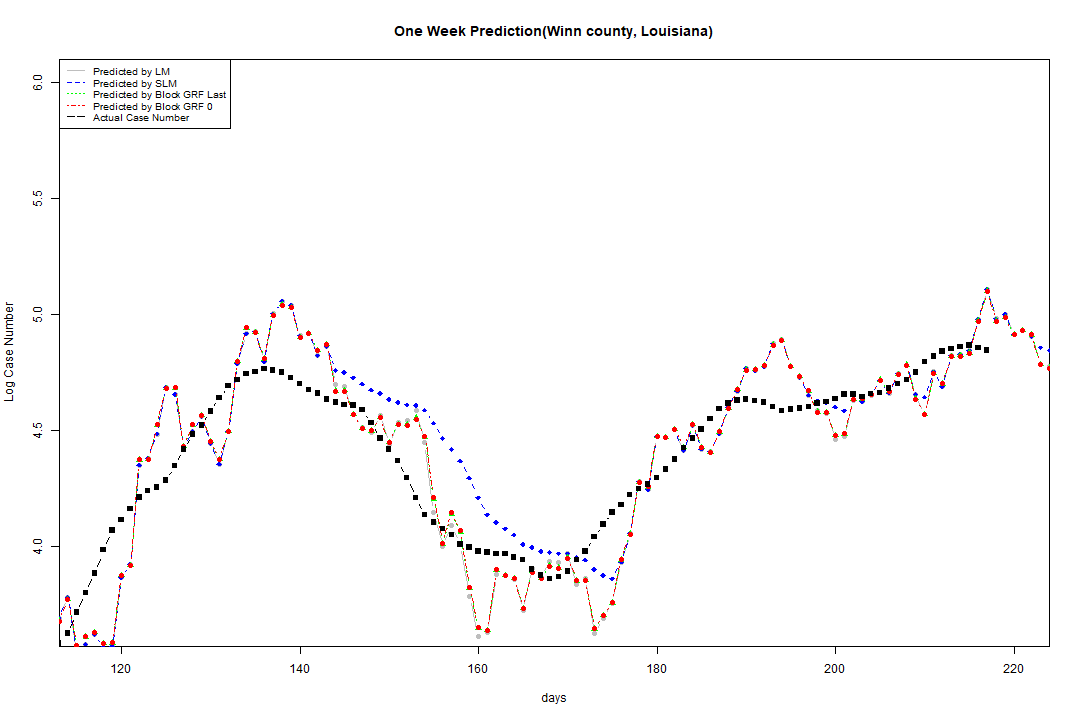 One Week Prediction(Winn county, Louisiana)
Predicted by LM
Predicted by SLM
Predicted by Block GRF Last
Predicted by Block GRF 0
Actual Case Number
6.0
5.5
5.0
4.5
4.0
Log Case Number
120 140 160 180 200 220
days